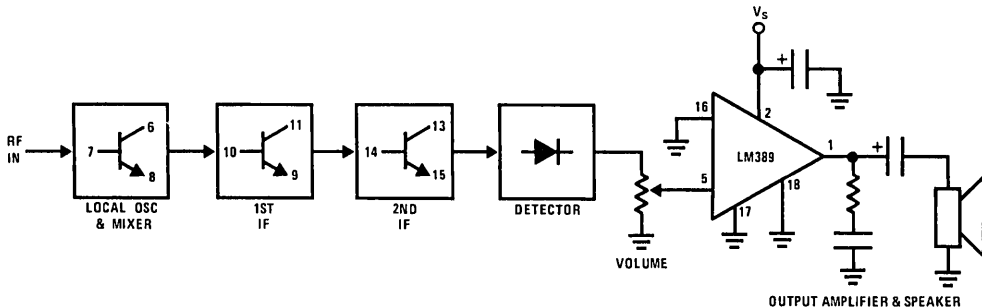 VS
+
RF
IN
7
6
8
LOCAL OSC
& MIXER
10
11
9
1ST
IF
14
13
15
2ND
IF
DETECTOR
VOLUME
16
2
5
LM389
1
18
17
+
OUTPUT AMPLIFIER & SPEAKER